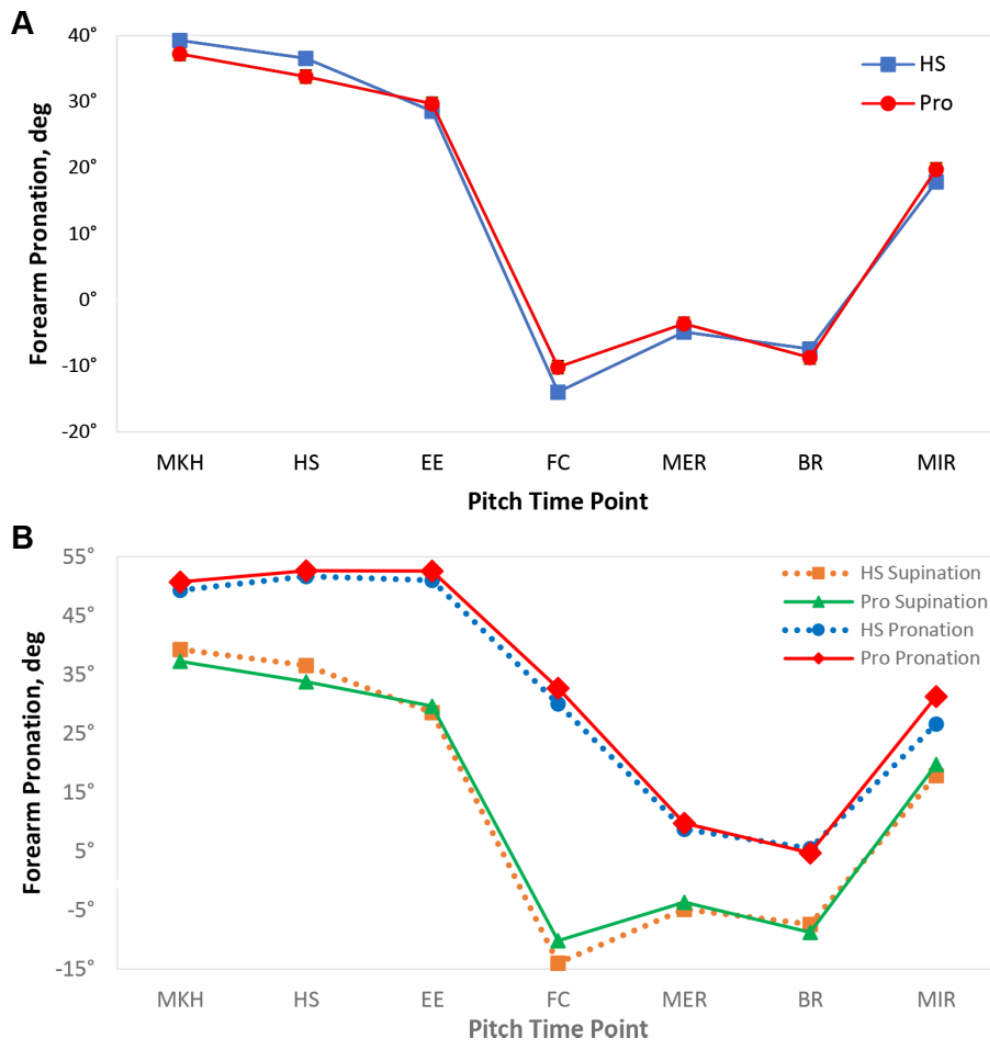 A
40°
30°
20°
10°
0°
-10°
-20°
Forearm Pronation, deg
HS
Pro
MKH HS EE FC MER BR MIR
Pitch Time Point
B
55°
45°
35°
25°
15°
5°
-5°
-15°
Forearm Pronation, deg
HS Supination
Pro Supination
HS Pronation
Pro Pronation
MKH HS EE FC MER BR MIR
Pitch Time Point